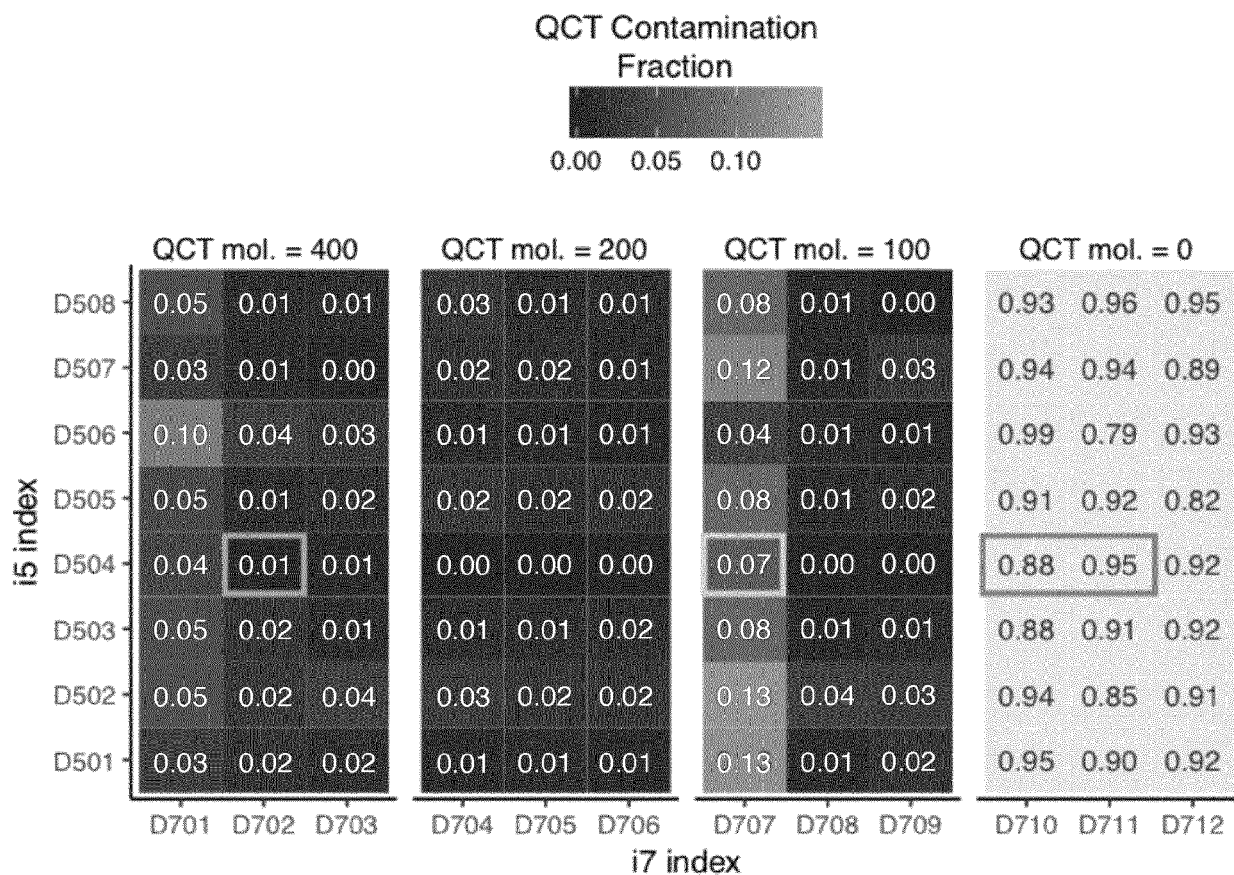 QCT Contamination
Fraction
0.00 0.05 0.10
QCT mol. = 400 QCT mol. = 200 QCT mol. = 100 QCT mol. = 0
D508 0.05 0.01 0.01 0.03 0.01 0.01 0.08 0.01 0.00 0.93 0.96 0.95
D507 0.03 0.01 0.00 0.02 0.02 0.01 0.12 0.01 0.03 0.94 0.94 0.89
D506 0.10 0.04 0.03 0.01 0.01 0.01 0.04 0.01 0.01 0.99 0.79 0.93
D505 0.05 0.01 0.02 0.02 0.02 0.02 0.08 0.01 0.02 0.91 0.92 0.82
D504 0.04 0.01 0.01 0.00 0.00 0.00 0.07 0.00 0.00 0.88 0.95 0.92
D503 0.05 0.02 0.01 0.01 0.01 0.02 0.08 0.01 0.01 0.88 0.91 0.92
D502 0.05 0.02 0.04 0.03 0.02 0.02 0.13 0.04 0.03 0.94 0.85 0.91
D501 0.03 0.02 0.02 0.01 0.01 0.01 0.13 0.01 0.02 0.95 0.90 0.92
i5 index
D701 D702 D703 D704 D705 D706 D707 D708 D709 D710 D711 D712
i7 index